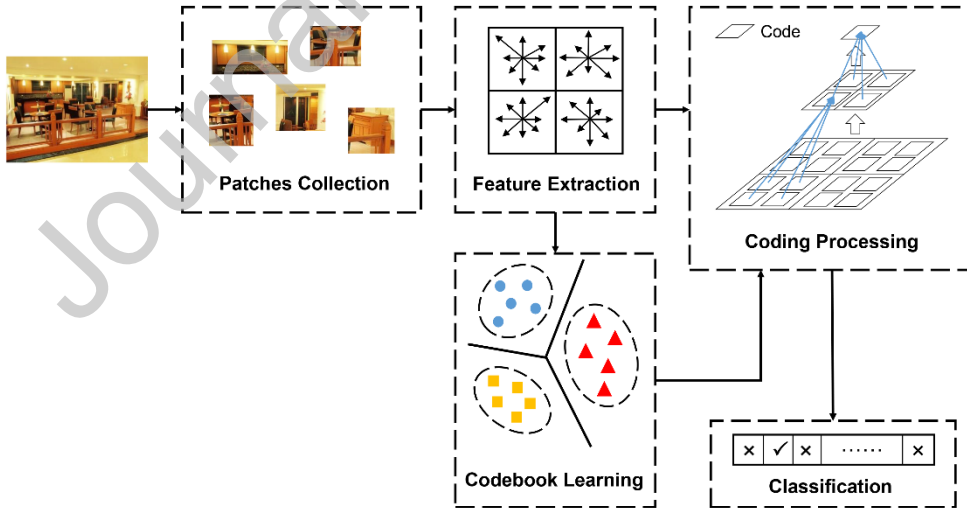 Journal
Code
Patches Collection
Feature Extraction
Coding Processing
Codebook Learning
× ✓ × ...... ×
Classification